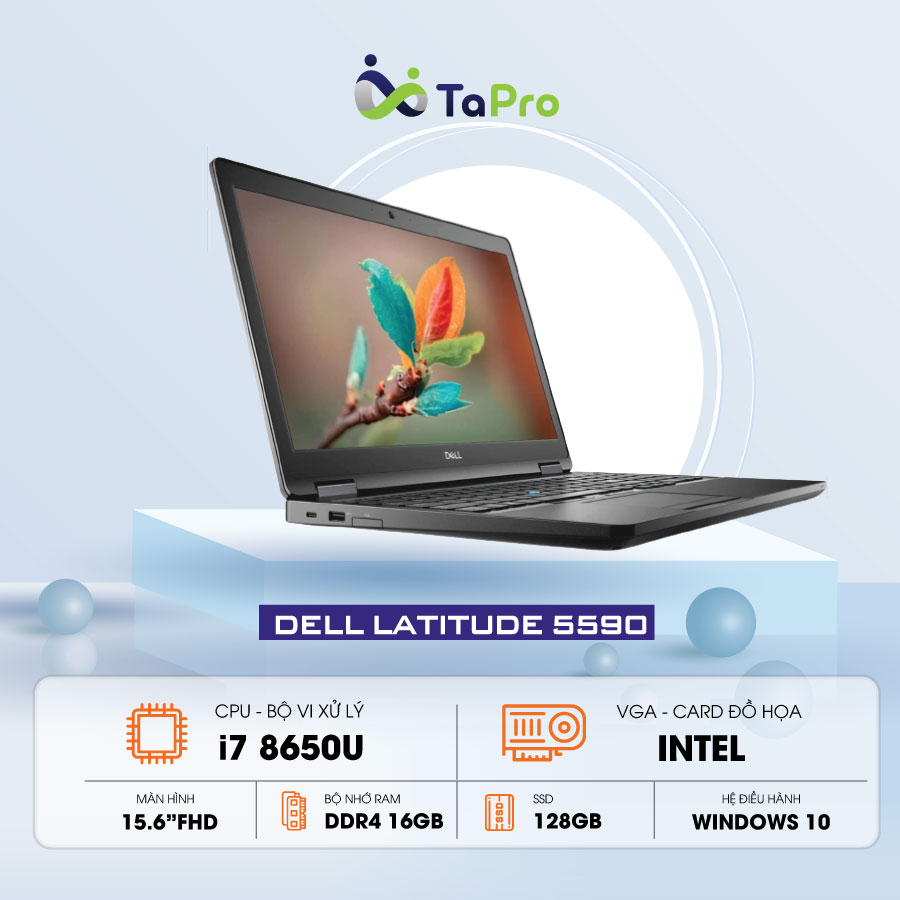 TaPro
DELL
DELL LATITUDE 5590
CPU - BỘ VI XỬ LÝ
i7 8650U
VGA - CARD ĐỒ HỌA
INTEL
MÀN HÌNH
15.6”FHD
BỘ NHỚ RAM
DDR4 16GB
SSD
SSD
128GB
HỆ ĐIỀU HÀNH
WINDOWS 10